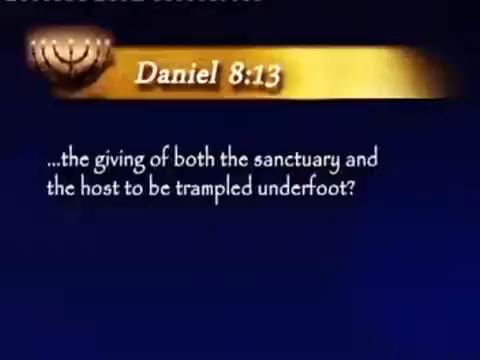 Daniel 8:13
...the giving of both the sanctuary and
the host to be trampled underfoot?